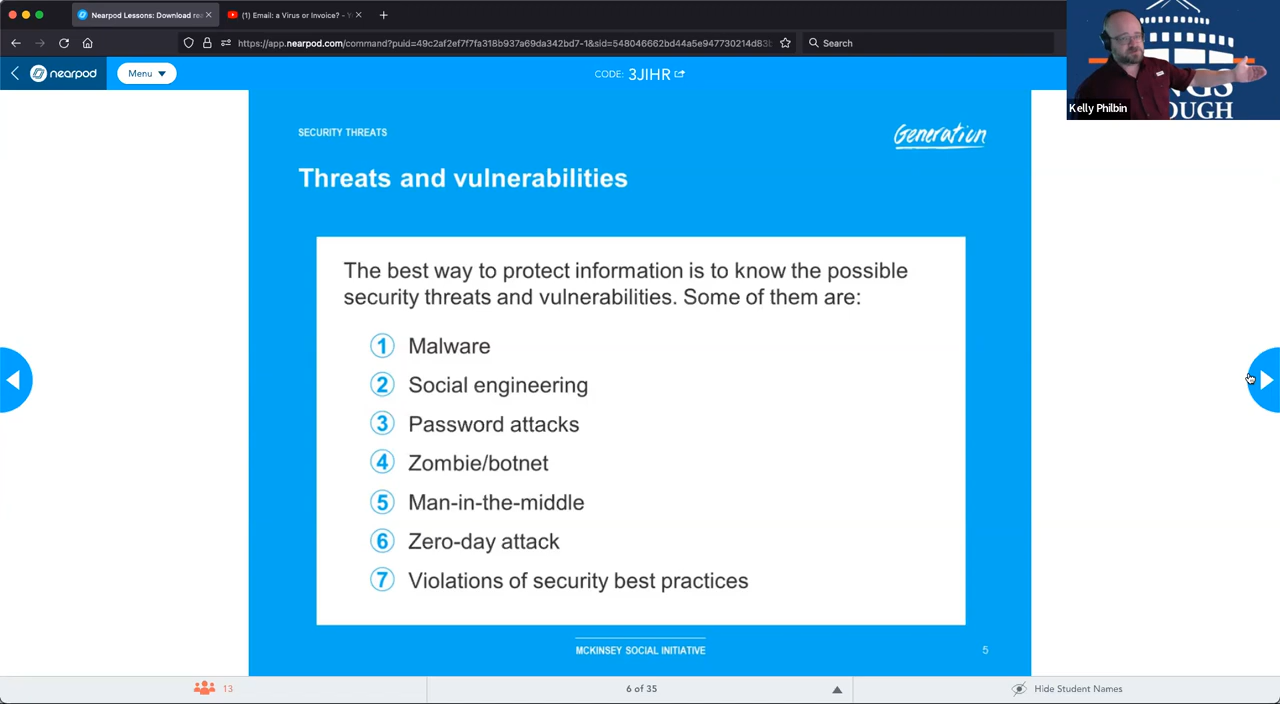 Nearpod Lessons: Download rea
(1) Email: a Virus or Invoice? - Y
https://app.nearpod.com/command?puid=49c2af2ef7f7fa318b937a69da342bd7-1&sid=548046662bd44a5e947730214d83b
Search
nearpod
Menu
CODE: 3JIHR
Kelly Philbin
NGS
OUGH
SECURITY THREATS
Generation
Threats and vulnerabilities
The best way to protect information is to know the possible
security threats and vulnerabilities. Some of them are:
1 Malware
2 Social engineering
3 Password attacks
4 Zombie/botnet
5 Man-in-the-middle
6 Zero-day attack
7 Violations of security best practices
MCKINSEY SOCIAL INITIATIVE
5
13
6 of 35
Hide Student Names